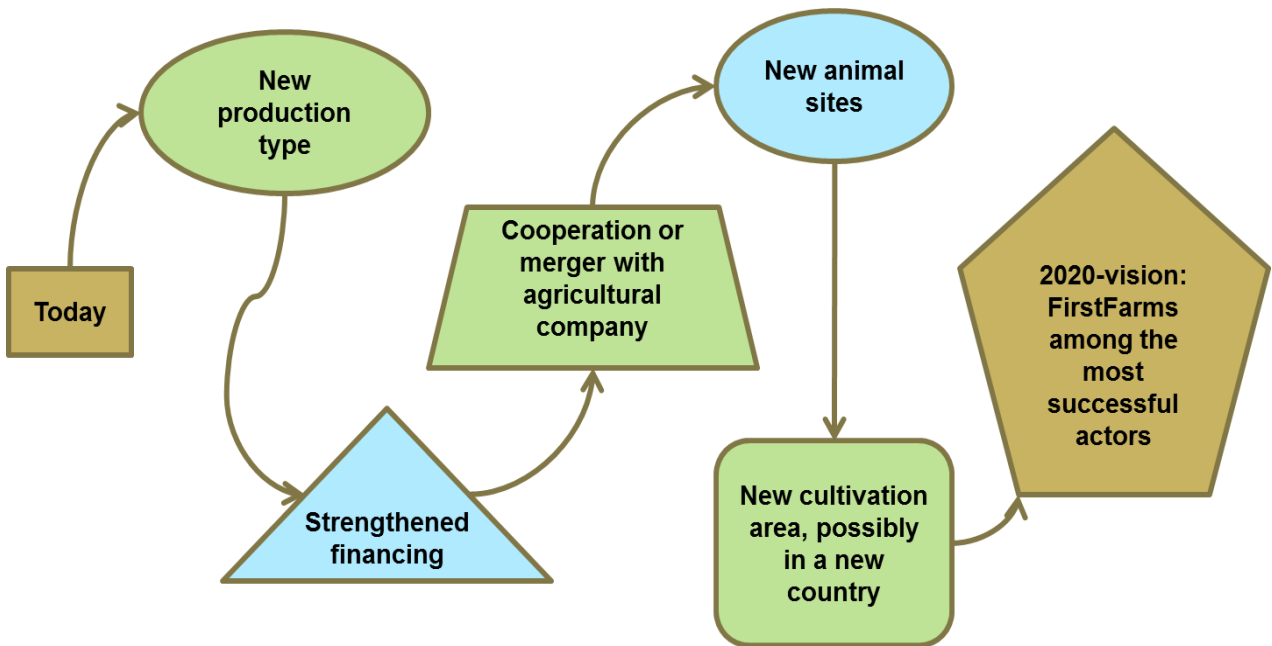 Today
New
production
type
Strengthened
financing
Cooperation or
merger with
agricultural
company
New animal
sites
New cultivation
area, possibly
in a new
country
2020-vision:
FirstFarms
among the
most
successful
actors